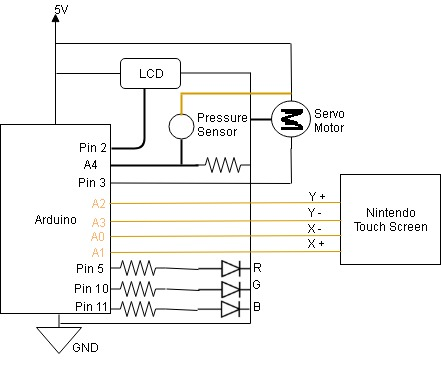 5V
LCD
Pressure
Sensor
Servo
Motor
M
Pin 2
A4
Pin 3
A2
Y +
A3
Y -
A0
X -
A1
X +
Arduino
Nintendo
Touch Screen
Pin 5
R
Pin 10
G
Pin 11
B
GND